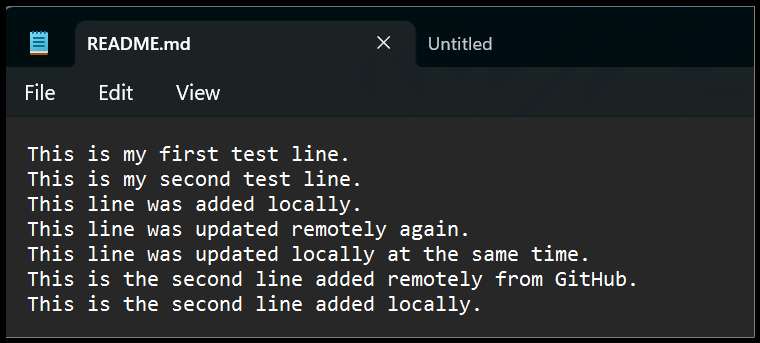 README.md
Untitled
File Edit View
This is my first test line.
This is my second test line.
This line was added locally.
This line was updated remotely again.
This line was updated locally at the same time.
This is the second line added remotely from GitHub.
This is the second line added locally.